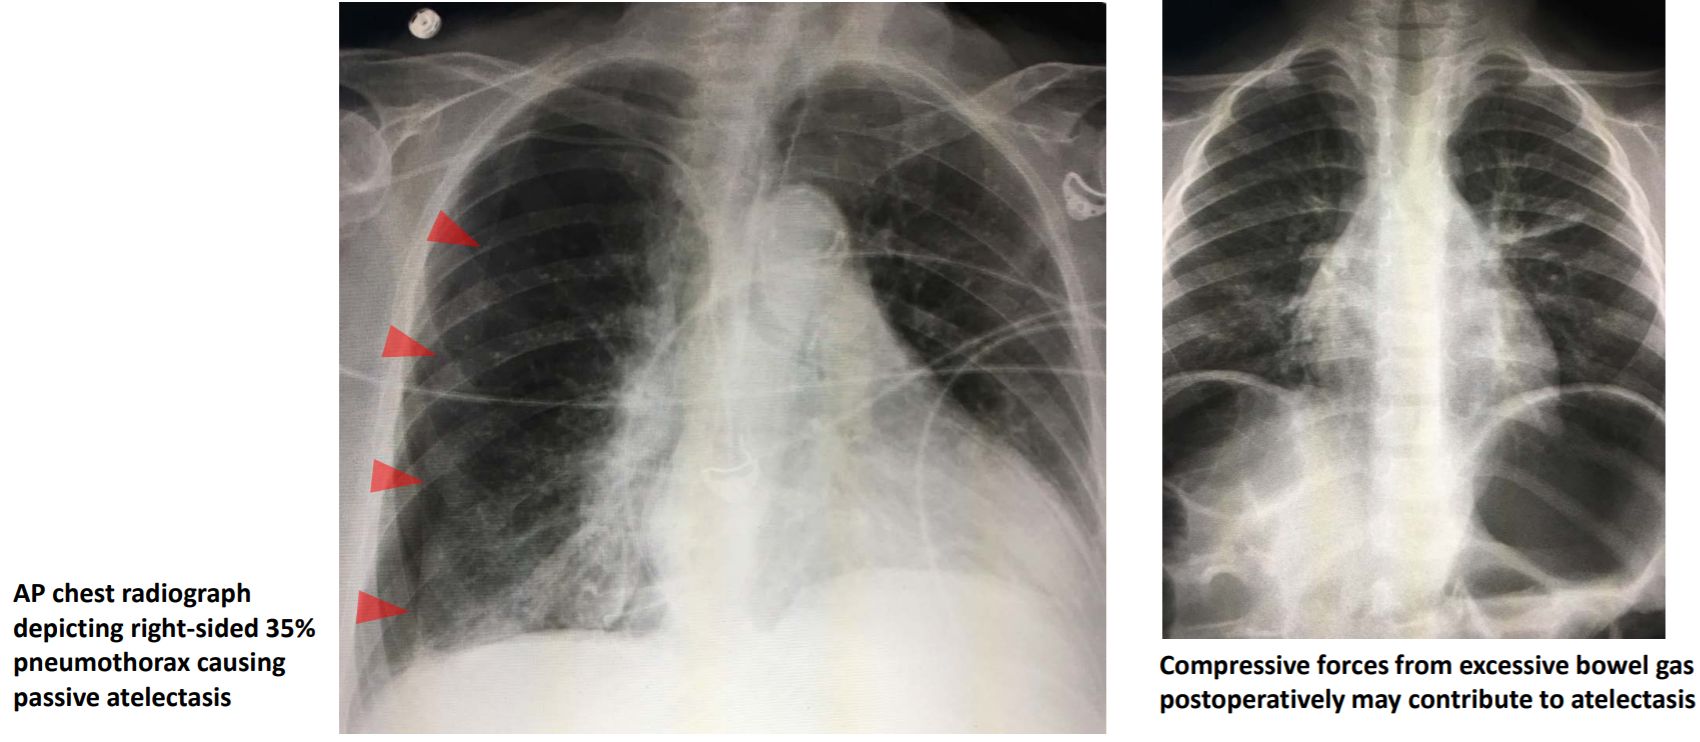 AP chest radiograph
depicting right-sided 35%
pneumothorax causing
passive atelectasis
Compressive forces from excessive bowel gas
postoperatively may contribute to atelectasis